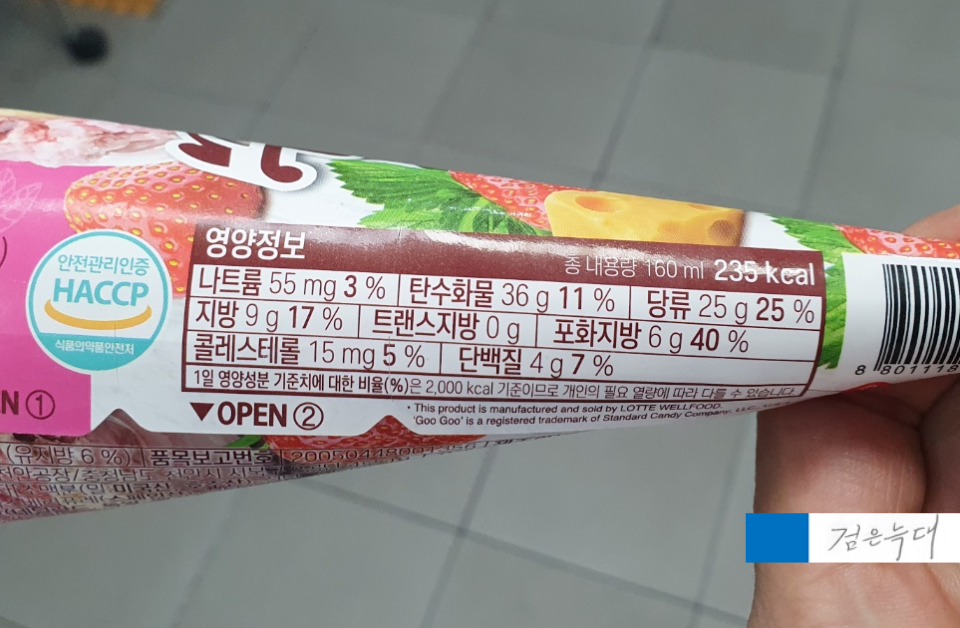 영양정보
총 내용량 160 ml 235 kcal
나트륨 55 mg 3 % 탄수화물 36 g 11 % 당류 25 g 25 %
지방 9 g 17 % 트랜스지방 0 g 포화지방 6 g 40 %
콜레스테롤 15 mg 5 % 단백질 4 g 7 %
1일 영양성분 기준치에 대한 비율(%)은 2,000 kcal 기준이므로 개인의 필요 열량에 따라 다를 수 있습니다.
▼OPEN ②
• This product is manufactured and sold by LOTTE WELLFOOD.
'Goo Goo' is a registered trademark of Standard Candy Company,
안전관리인증
HACCP
식품의약품안전처
N ①
(유지방 6 %) 품목보고번호
8 801118
검은늑대